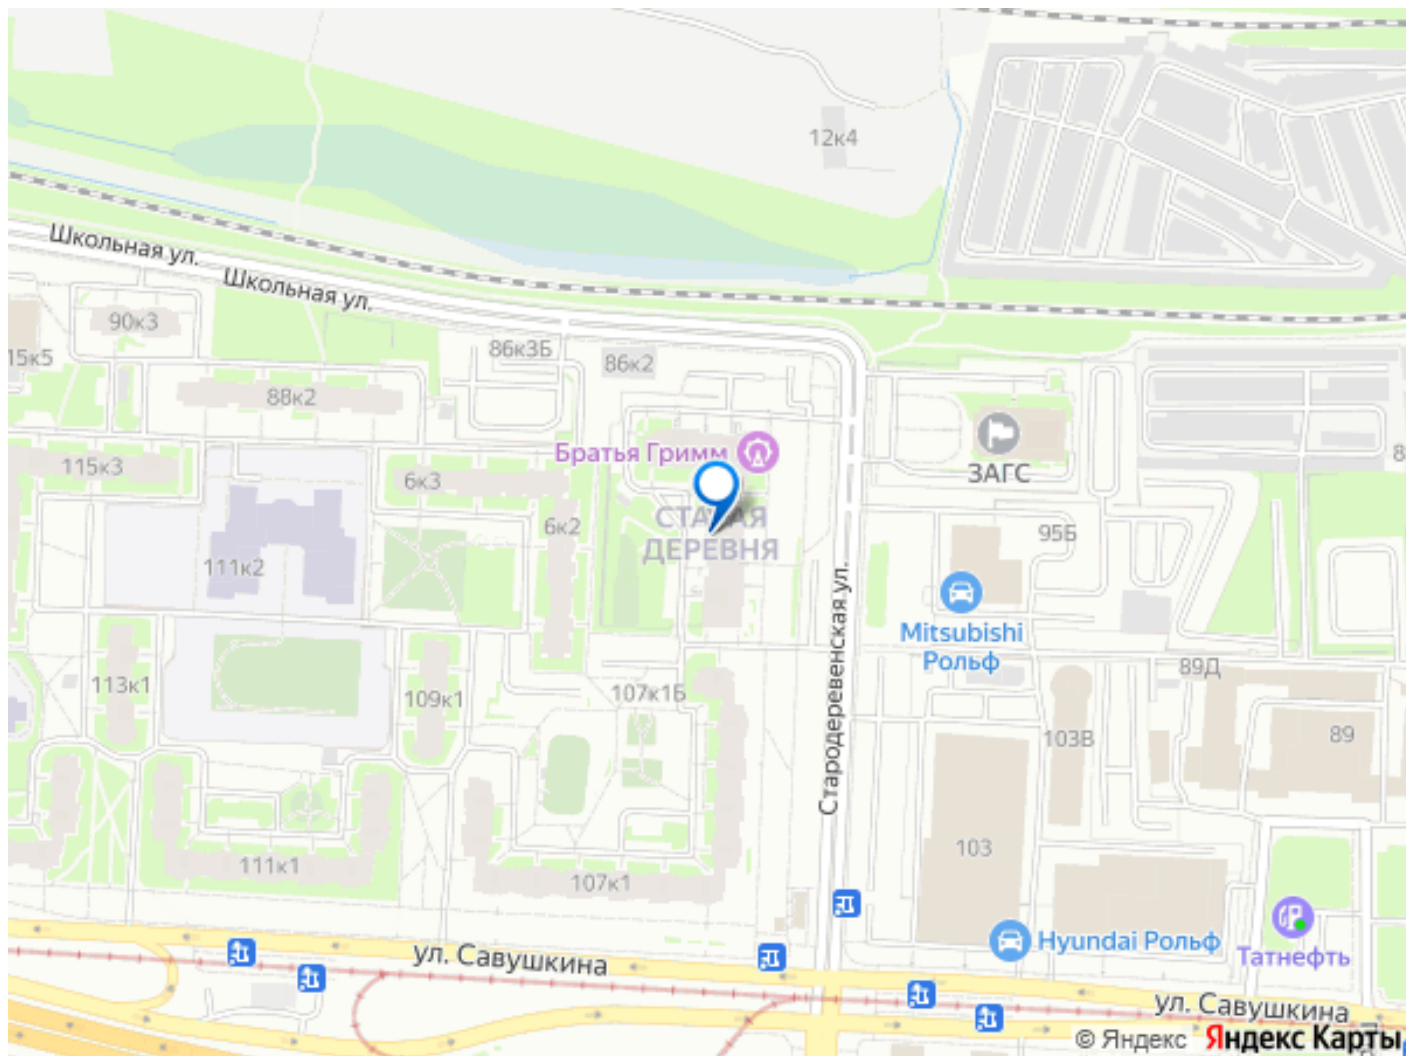 12к4
Школьная ул.
Школьная ул.
90к3
15к5
86к3Б
86к2
88к2
Братья Гримм
ЗАГС
115к3
6к3
6к2
95Б
СТАРАЯ
ДЕРЕВНЯ
111к2
Mitsubishi
Рольф
Стародеревенская ул.
89Д
113к1
109к1
107к1Б
103В
89
103
111к1
107к1
Hyundai Рольф
Татнефть
ул. Савушкина
ул. Савушкина
© Яндекс Яндекс Карты